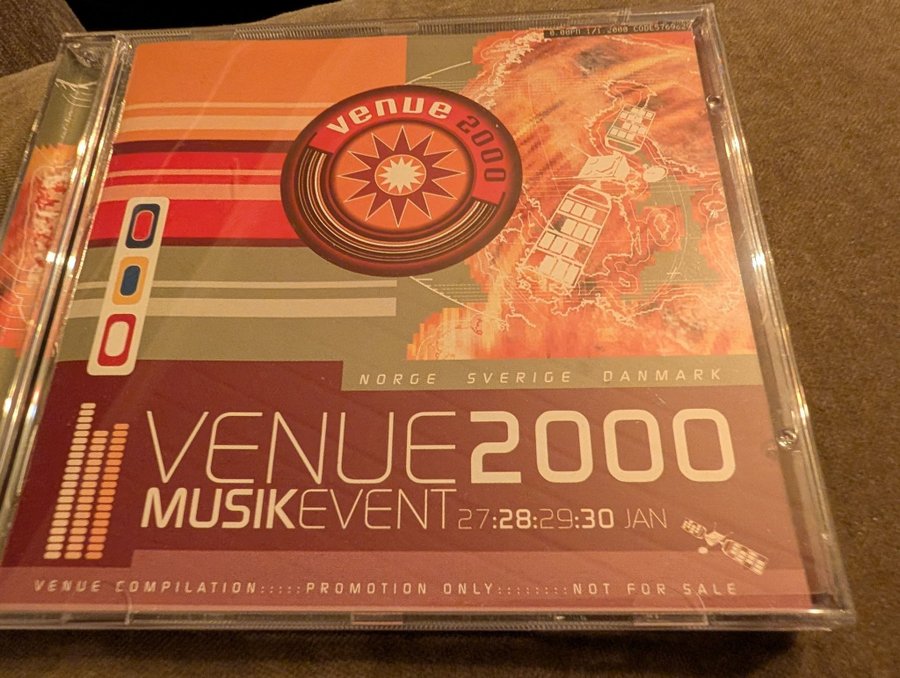 venue 2000
NORGE SVERIGE DANMARK
VENUE2000
MUSIKEVENT 27:28:29:30 JAN
VENUE COMPILATION:::::PROMOTION ONLY::::::::NOT FOR SALE